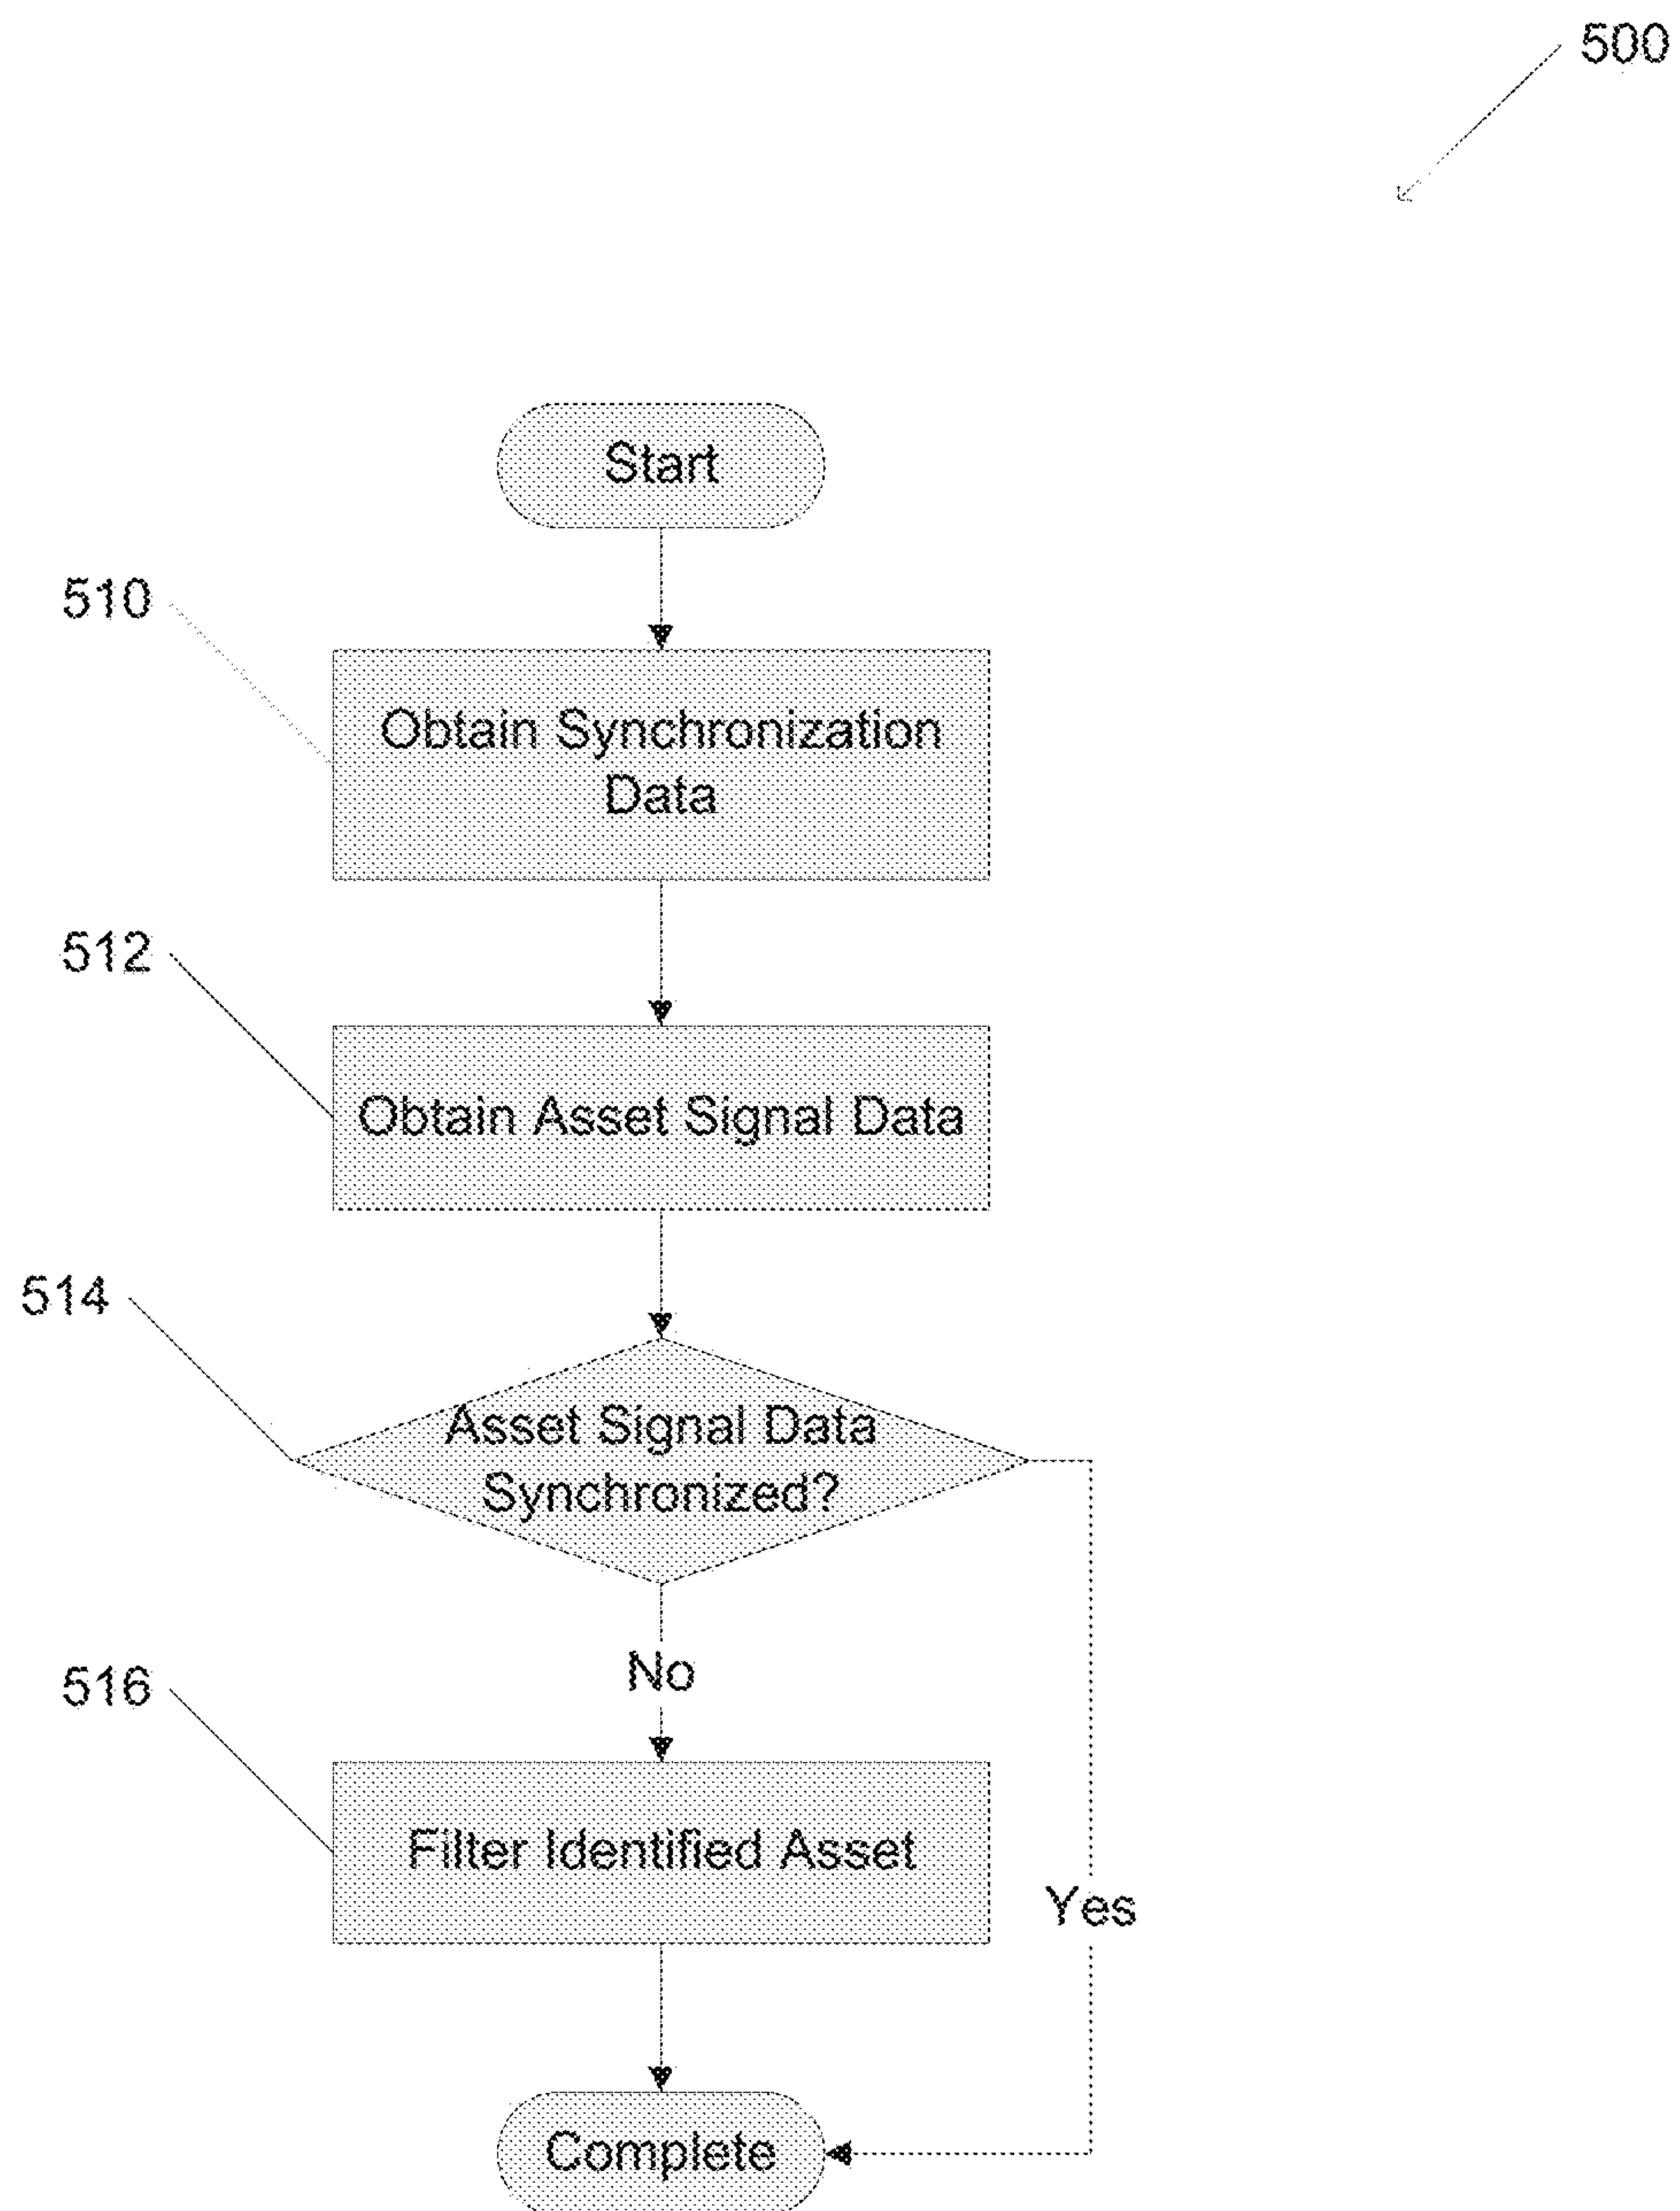 500
Start
510
Obtain Synchronization
Data
512
Obtain Asset Signal Data
514
Asset Signal Data
Synchronized?
No
516
Filter Identified Asset
Yes
Complete